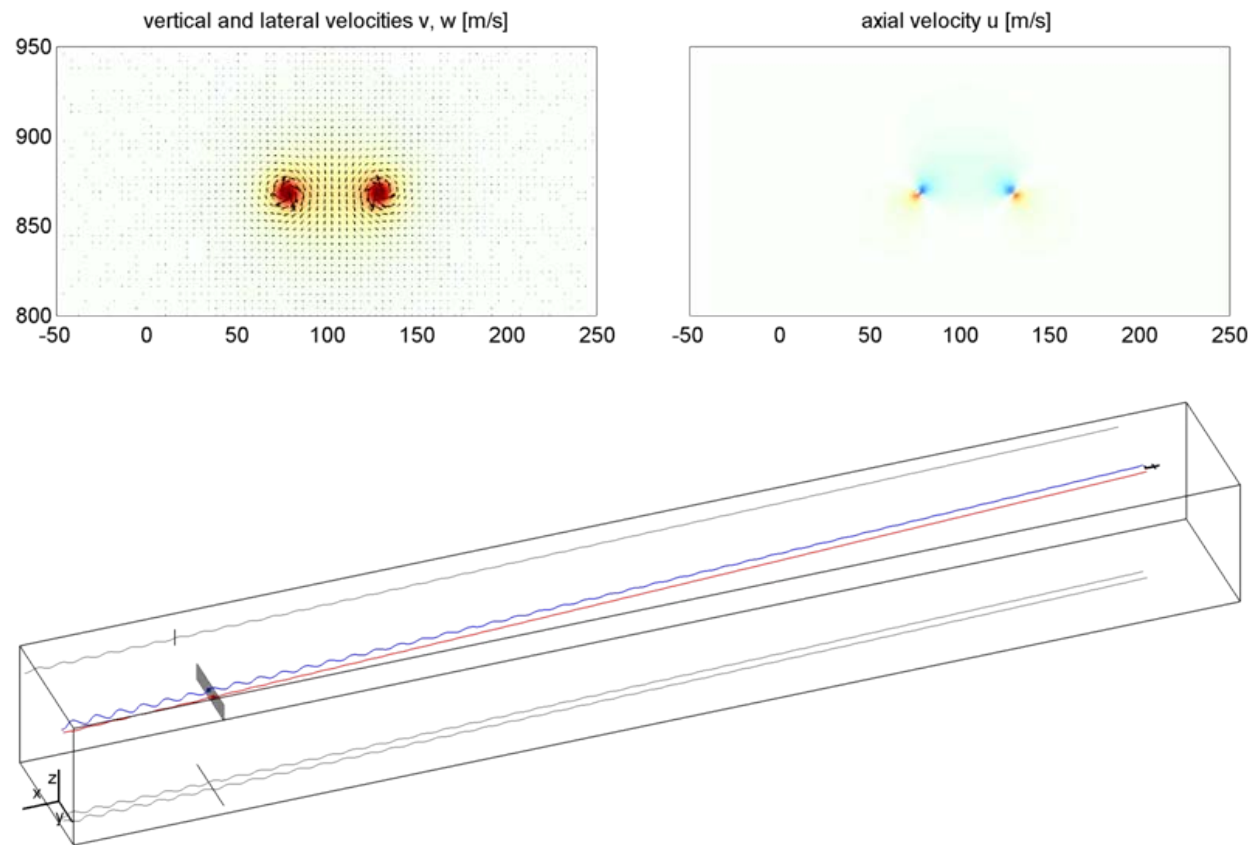 vertical and lateral velocities v, w [m/s]
axial velocity u [m/s]
950
900
850
800
-50 0 50 100 150 200 250
-50 0 50 100 150 200 250
z
x
y